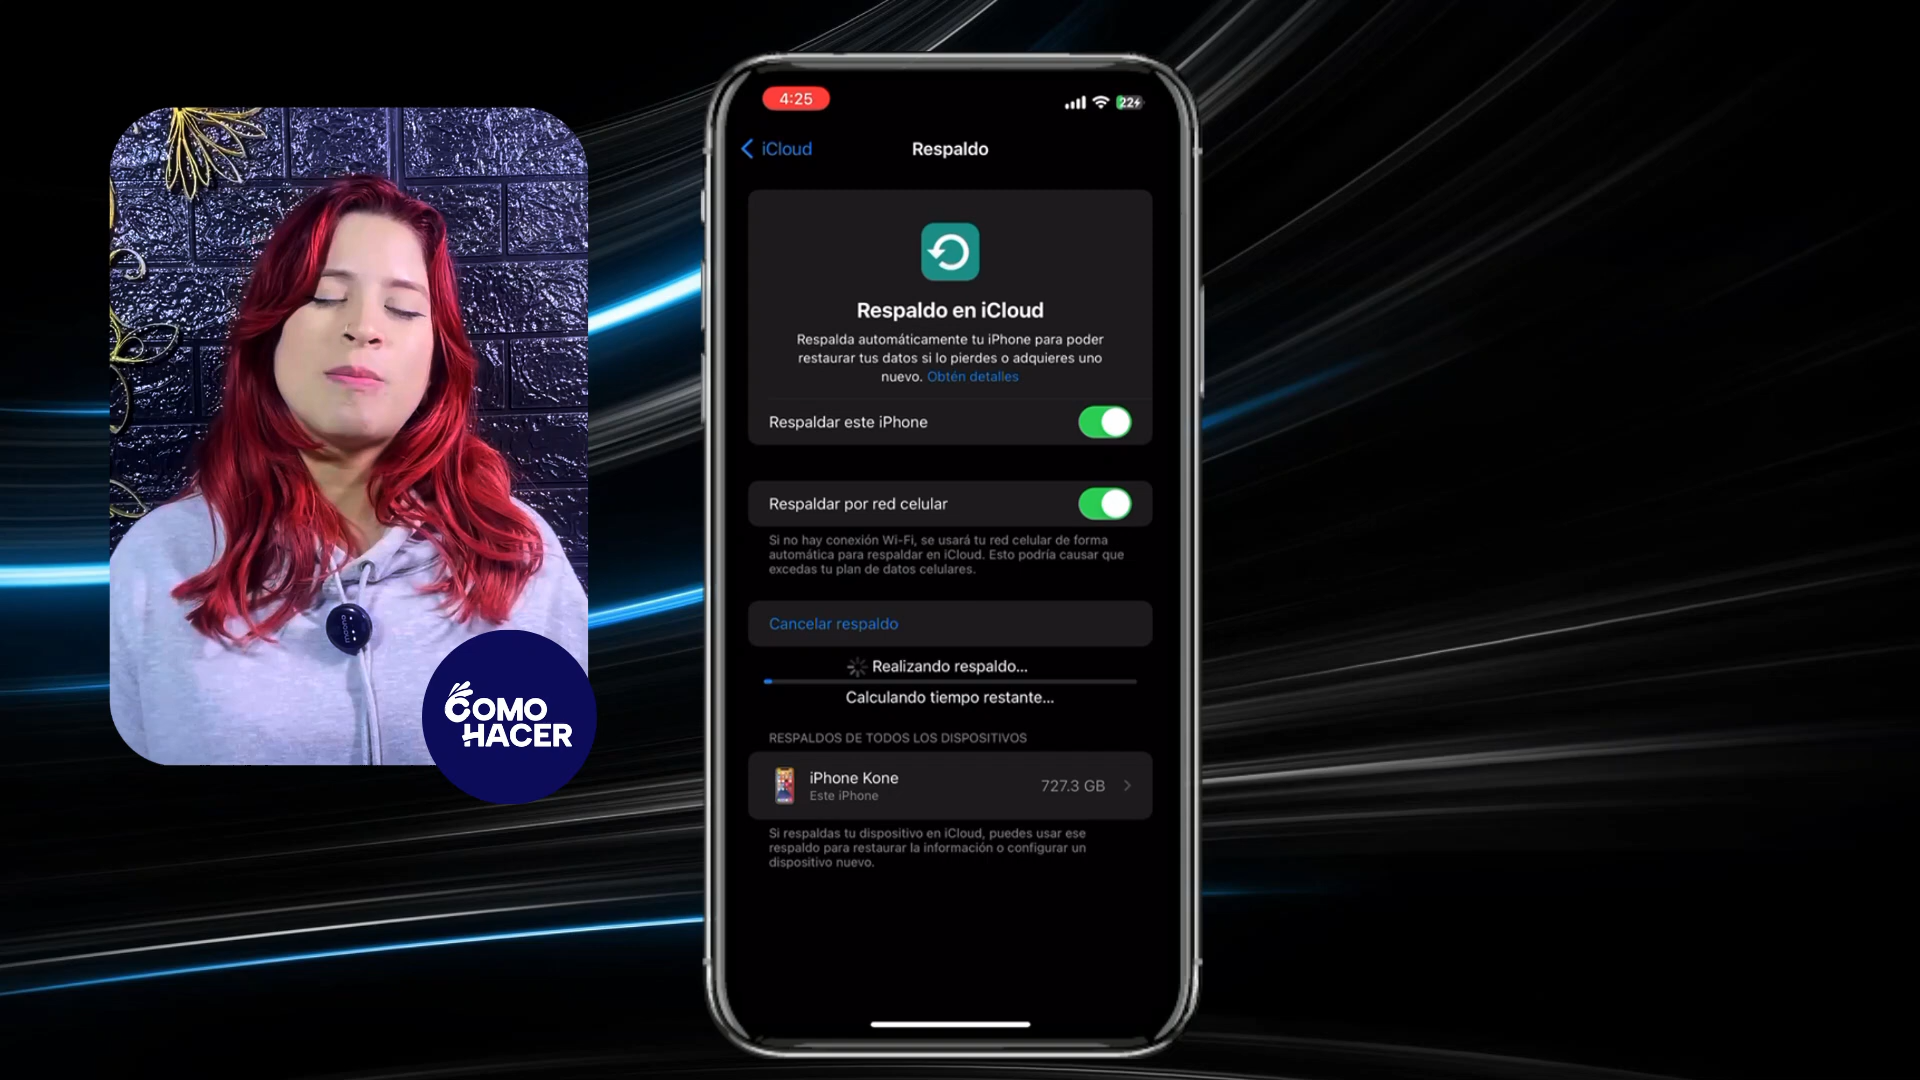 4:25
22
iCloud
Respaldo
Respaldo en iCloud
Respalda automáticamente tu iPhone para poder
restaurar tus datos si lo pierdes o adquieres uno
nuevo. Obtén detalles
Respaldar este iPhone
Respaldar por red celular
Si no hay conexión Wi-Fi, se usará tu red celular de forma
automática para respaldar en iCloud. Esto podría causar que
excedas tu plan de datos celulares.
Cancelar respaldo
Realizando respaldo...
Calculando tiempo restante...
RESPALDOS DE TODOS LOS DISPOSITIVOS
iPhone Kone
Este iPhone
727.3 GB
Si respaldas tu dispositivo en iCloud, puedes usar ese
respaldo para restaurar la información o configurar un
dispositivo nuevo.
COMO
HACER